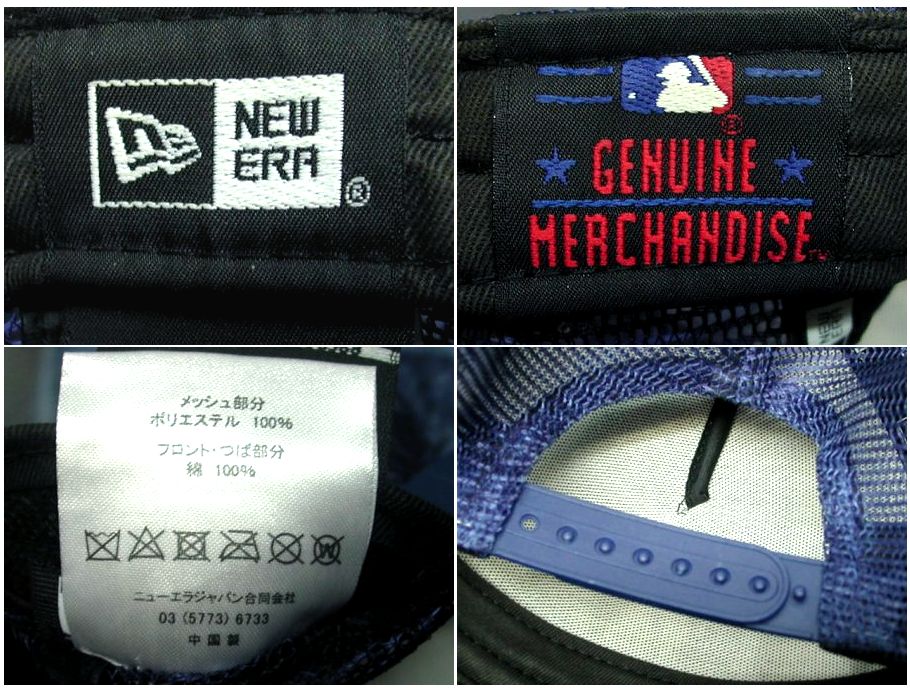 NEW
ERA
®
®
GENUINE
MERCHANDISE™
メッシュ部分
ポリエステル 100%
フロント・つば部分
綿 100%
ニューエラジャパン合同会社
03 (5773) 6733
中国製